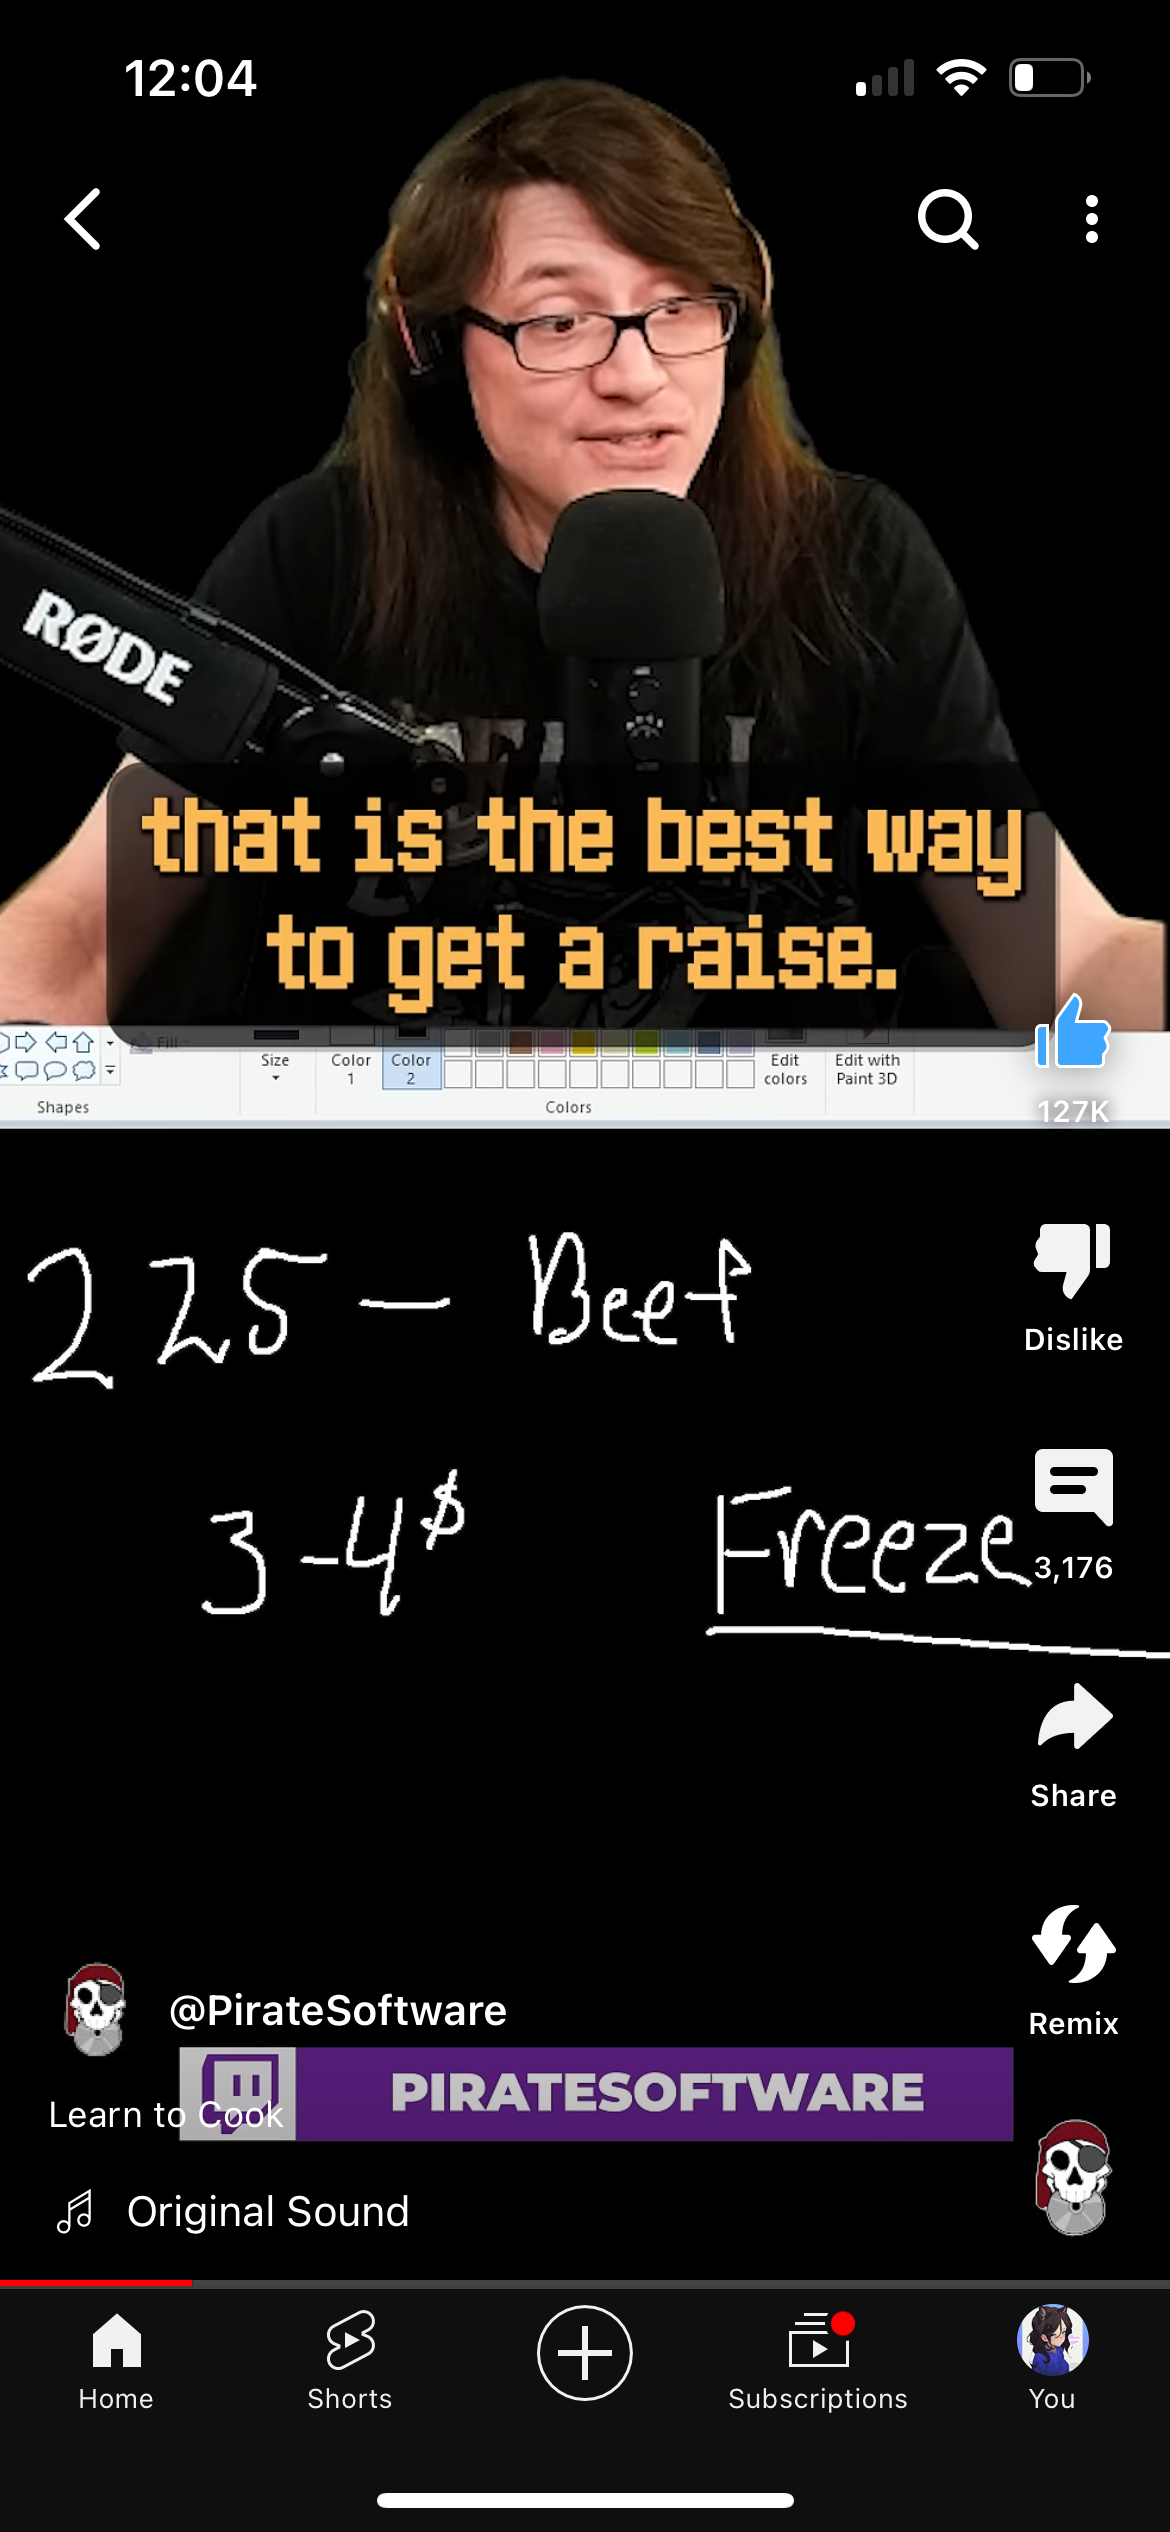 12:04
RØDE
that is the best way
to get a raise.
Size
Color
1
Color
2
Edit
colors
Edit with
Paint 3D
Shapes
Colors
127K
225 - Beef
Dislike
3-4$
Freeze
3,176
Share
Remix
@PirateSoftware
PIRATESOFTWARE
Learn to Cook
Original Sound
Home
Shorts
Subscriptions
You